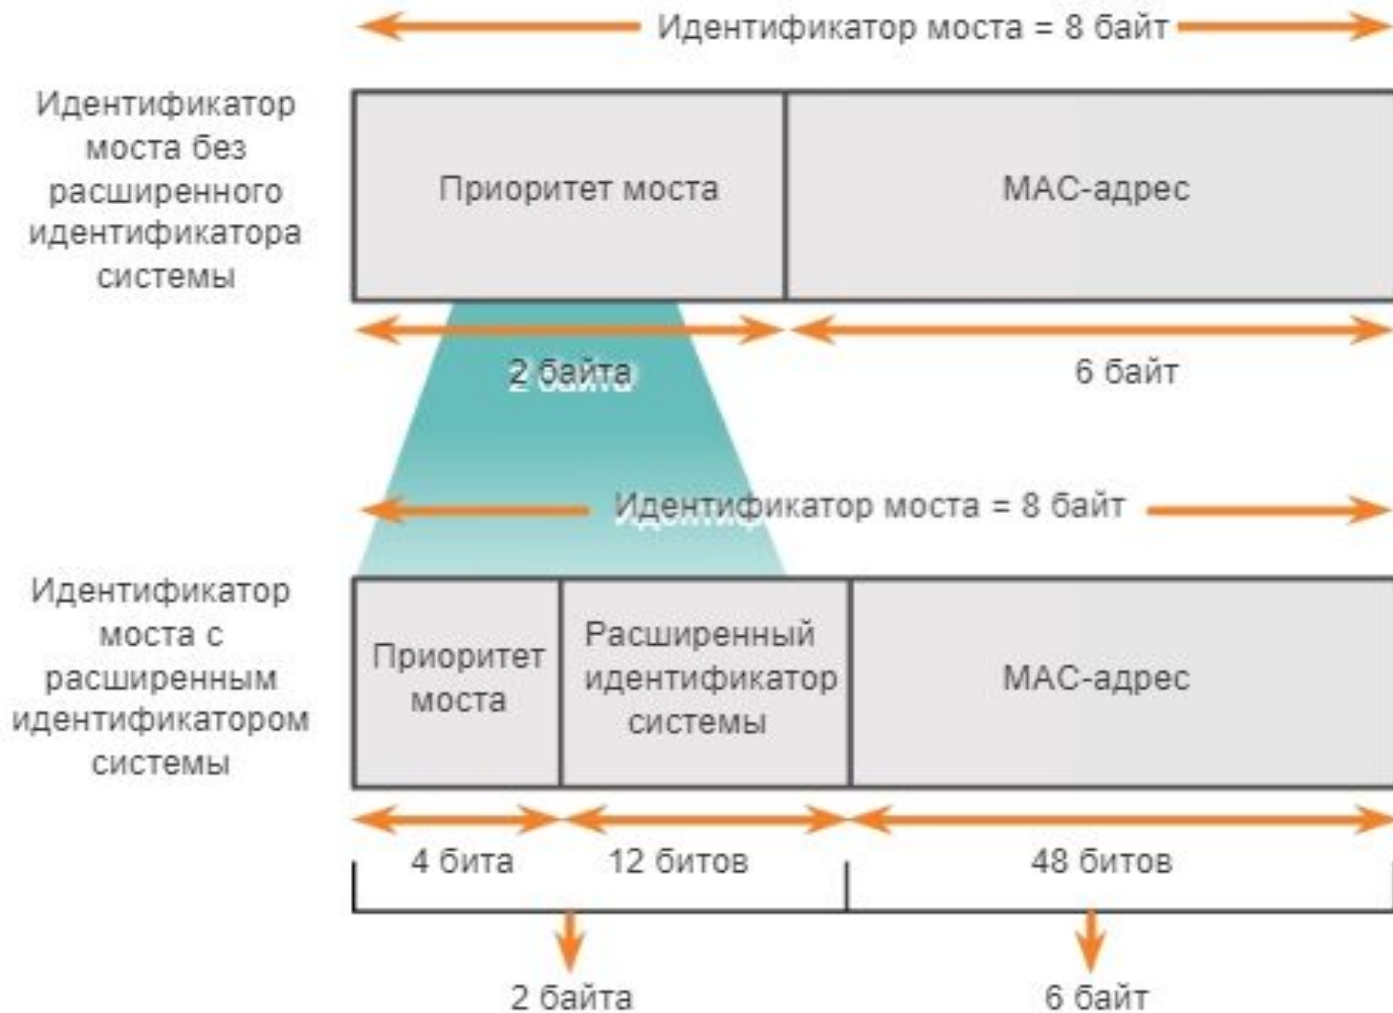 Идентификатор моста = 8 байт
Идентификатор
моста без
расширенного
идентификатора
системы
Приоритет моста
MAC-адрес
2 байта
6 байт
Идентификатор моста = 8 байт
Идентификатор
моста с
расширенным
идентификатором
системы
Приоритет
моста
Расширенный
идентификатор
системы
MAC-адрес
4 бита
12 битов
48 битов
2 байта
6 байт